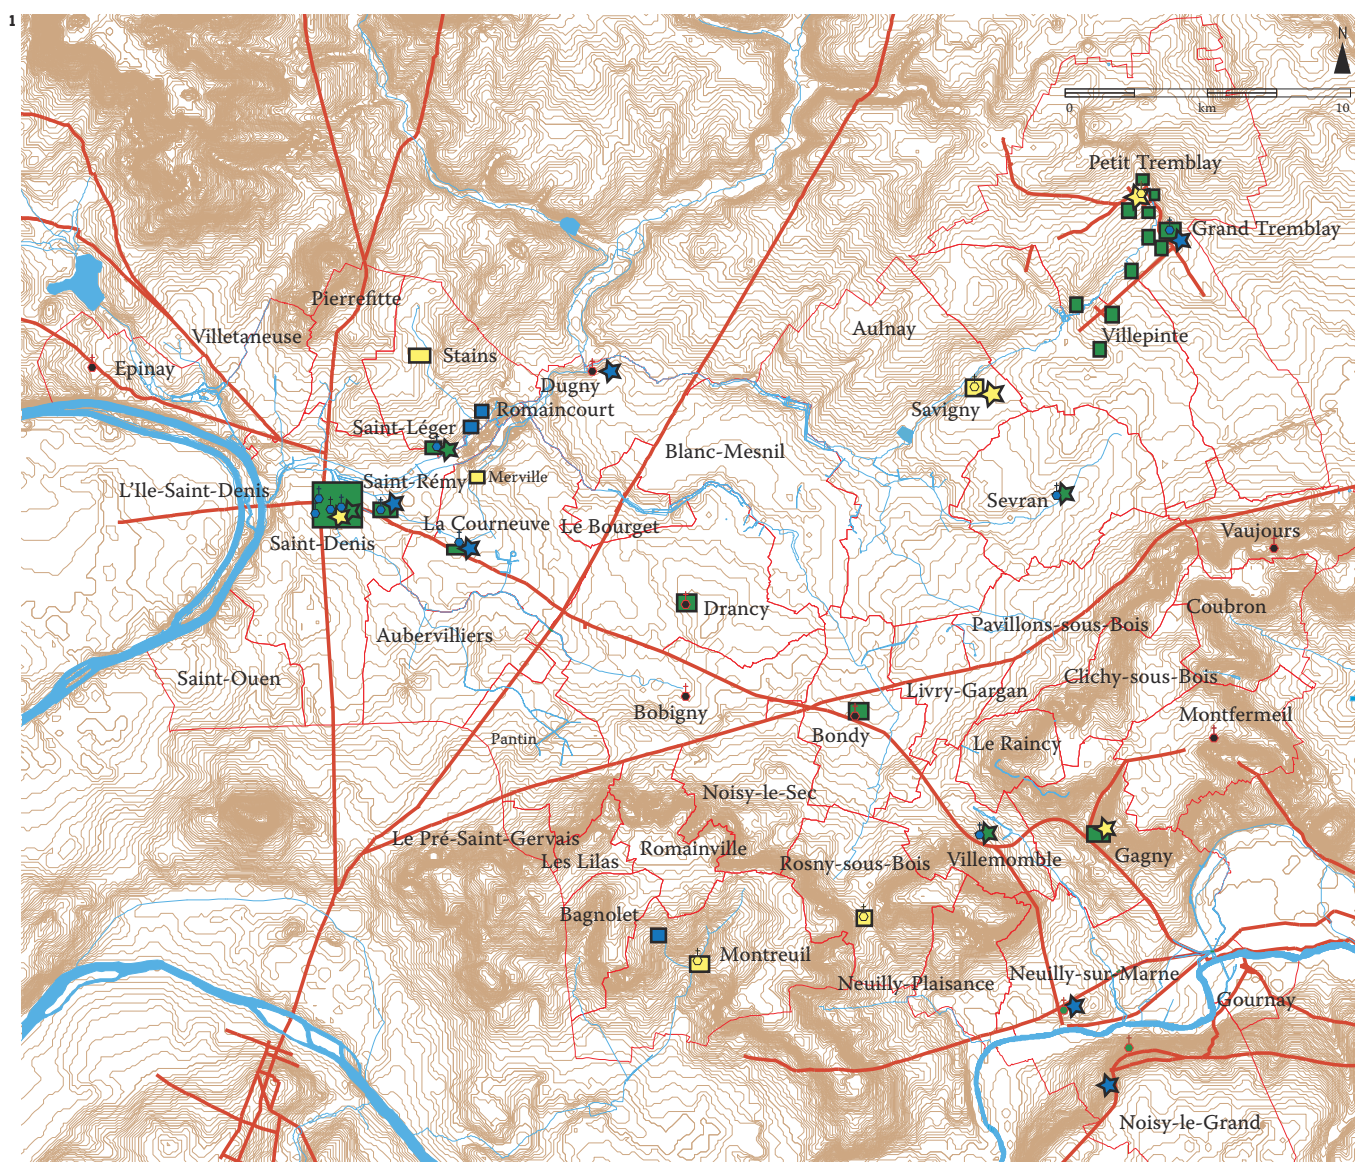 1
N
0 km 10
Petit Tremblay
Grand Tremblay
Pierrefitte
Villetaneuse
Aulnay
Villepinte
Stains
Epinay
Dugny
Savigny
Romaincourt
Saint-Léger
Blanc-Mesnil
Merville
Saint-Rémy
L'Ile-Saint-Denis
Sevran
La Courneuve
Le Bourget
Vaujours
Saint-Denis
Drancy
Coubron
Pavillons-sous-Bois
Aubervilliers
Saint-Ouen
Clichy-sous-Bois
Livry-Gargan
Bobigny
Montfermeil
Pantin
Bondy
Le Raincy
Noisy-le-Sec
Le Pré-Saint-Gervais
Romainville
Les Lilas
Rosny-sous-Bois
Villemomble
Gagny
Bagnolet
Montreuil
Neuilly-sur-Marne
Neuilly-Plaisance
Gournay
Noisy-le-Grand